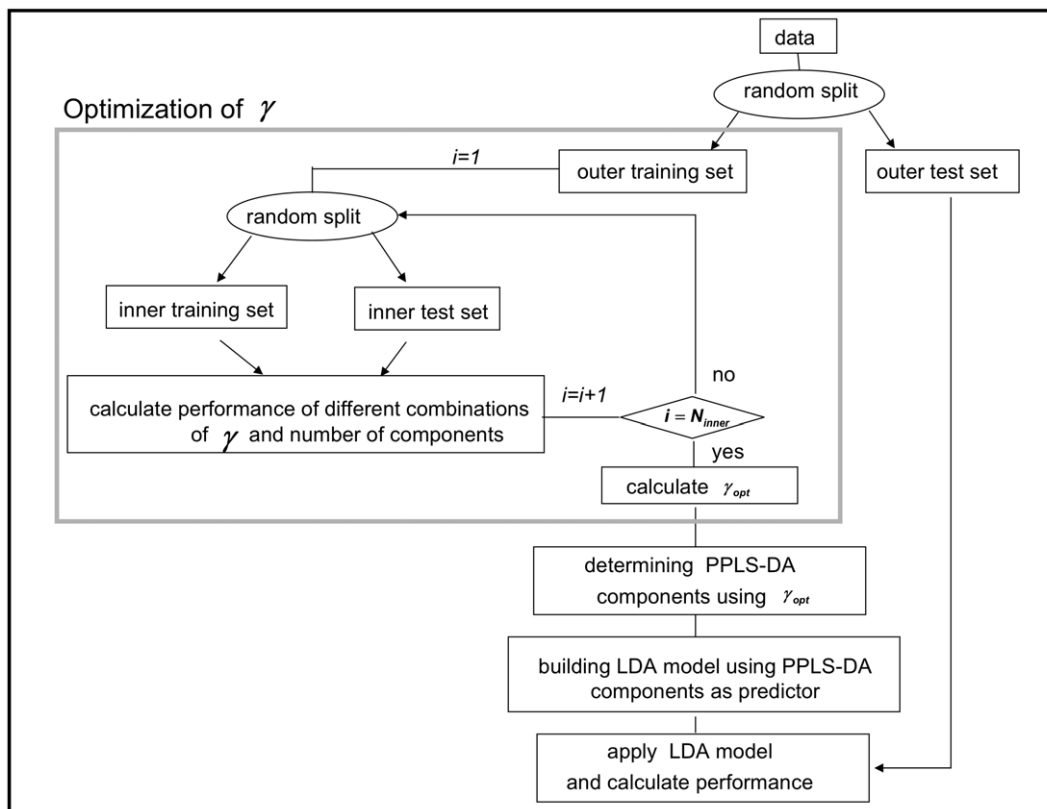 data
random split
Optimization of γ
i=1
outer training set
outer test set
random split
inner training set
inner test set
no
i=i+1
calculate performance of different combinations
of γ and number of components
i = N_inner
yes
calculate γ_opt
determining PPLS-DA
components using γ_opt
building LDA model using PPLS-DA
components as predictor
apply LDA model
and calculate performance